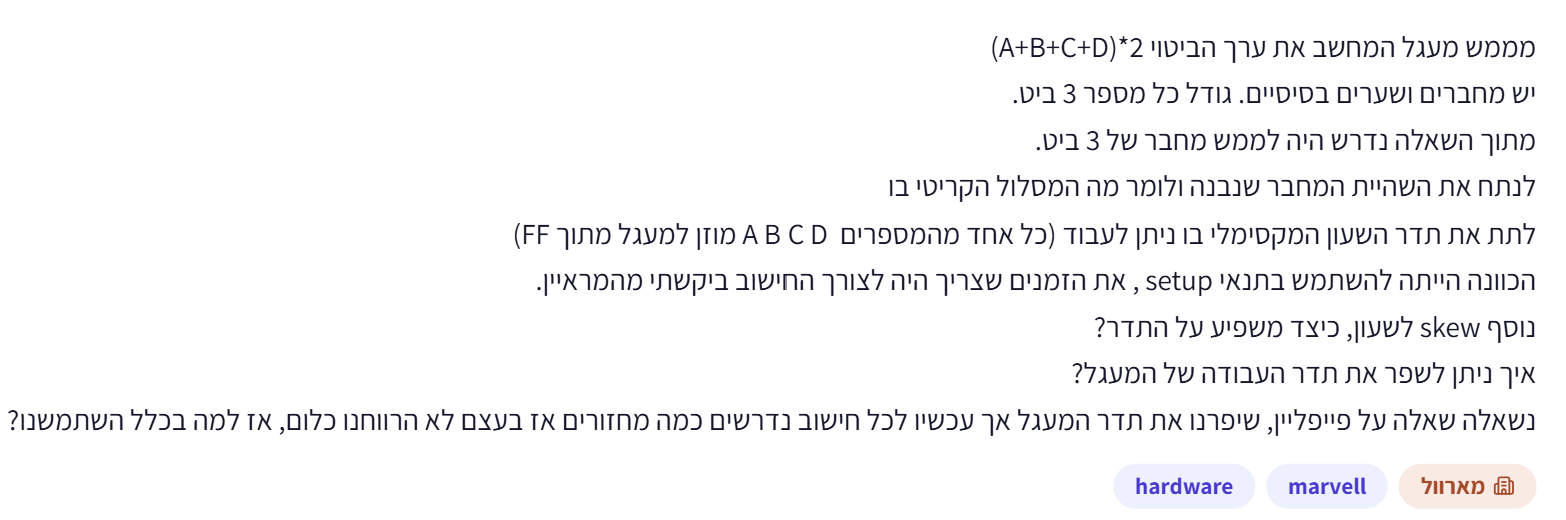 מממש מעגל המחשב את ערך הביטוי 2*(A+B+C+D)
יש מחברים ושערים בסיסיים. גודל כל מספר 3 ביט.
מתוך השאלה נדרש היה לממש מחבר של 3 ביט.
לנתח את השהיית המחבר שנבנה ולומר מה המסלול הקריטי בו
לתת את תדר השעון המקסימלי בו ניתן לעבוד (כל אחד מהמספרים A B C D מוזן למעגל מתוך FF)
הכוונה הייתה להשתמש בתנאי setup , את הזמנים שצריך היה לצורך החישוב ביקשתי מהמראיין.
נוסף skew לשעון, כיצד משפיע על התדר?
איך ניתן לשפר את תדר העבודה של המעגל?
נשאלה שאלה על פייפליין, שיפרנו את תדר המעגל אך עכשיו לכל חישוב נדרשים כמה מחזורים אז בעצם לא הרווחנו כלום, אז למה בכלל השתמשנו?
מארוול marvell hardware